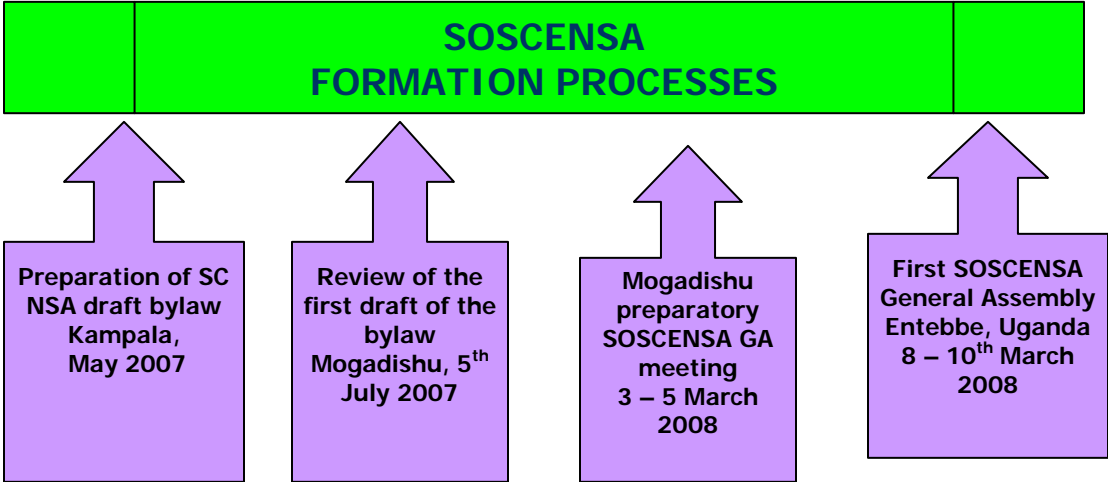 SOSCENSA
FORMATION PROCESSES
Preparation of SC
NSA draft bylaw
Kampala,
May 2007
Review of the
first draft of the
bylaw
Mogadishu, 5th
July 2007
Mogadishu
preparatory
SOSCENSA GA
meeting
3 – 5 March
2008
First SOSCENSA
General Assembly
Entebbe, Uganda
8 – 10th March
2008